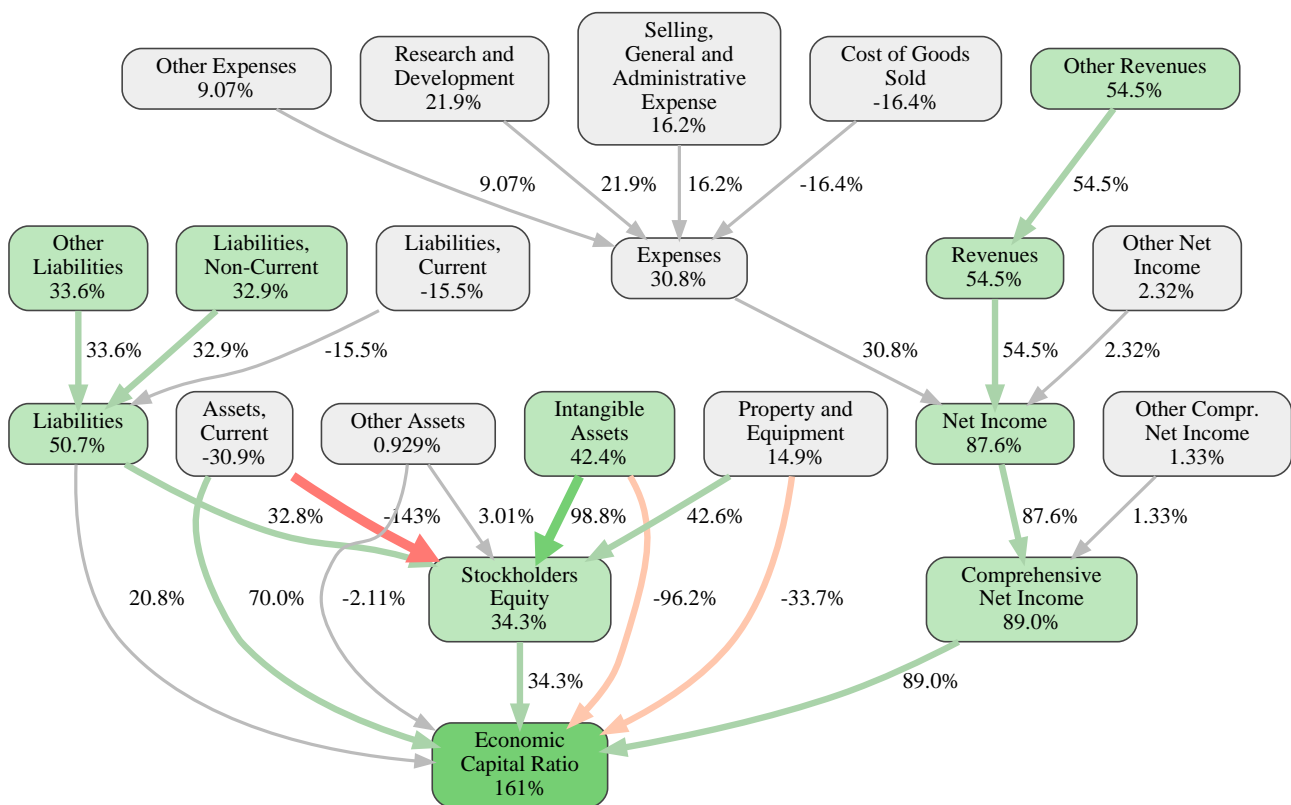 Other Expenses
9.07%
Research and
Development
21.9%
Selling,
General and
Administrative
Expense
16.2%
Cost of Goods
Sold
-16.4%
Other Revenues
54.5%
9.07%
21.9%
16.2%
-16.4%
54.5%
Other
Liabilities
33.6%
Liabilities,
Non-Current
32.9%
Liabilities,
Current
-15.5%
Expenses
30.8%
Revenues
54.5%
Other Net
Income
2.32%
33.6%
32.9%
-15.5%
30.8%
54.5%
2.32%
Liabilities
50.7%
Assets,
Current
-30.9%
Other Assets
0.929%
Intangible
Assets
42.4%
Property and
Equipment
14.9%
Net Income
87.6%
Other Compr.
Net Income
1.33%
32.8%
-143%
3.01%
98.8%
42.6%
87.6%
1.33%
Stockholders
Equity
34.3%
Comprehensive
Net Income
89.0%
20.8%
70.0%
-2.11%
-96.2%
-33.7%
34.3%
89.0%
Economic
Capital Ratio
161%